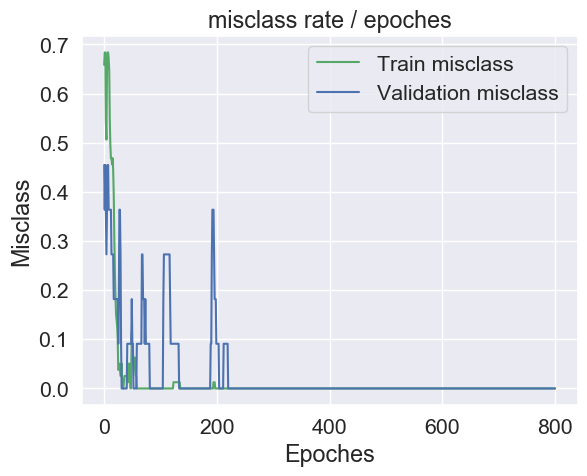 misclass rate / epoches
Train misclass
Validation misclass
Misclass
0.7
0.6
0.5
0.4
0.3
0.2
0.1
0.0
0
200
400
600
800
Epoches